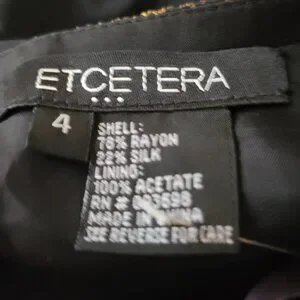 ETCETERA
4
SHELL:
78% RAYON
22% SILK
LINING:
100% ACETATE
RN #
MADE IN CHINA
SEE REVERSE FOR CARE